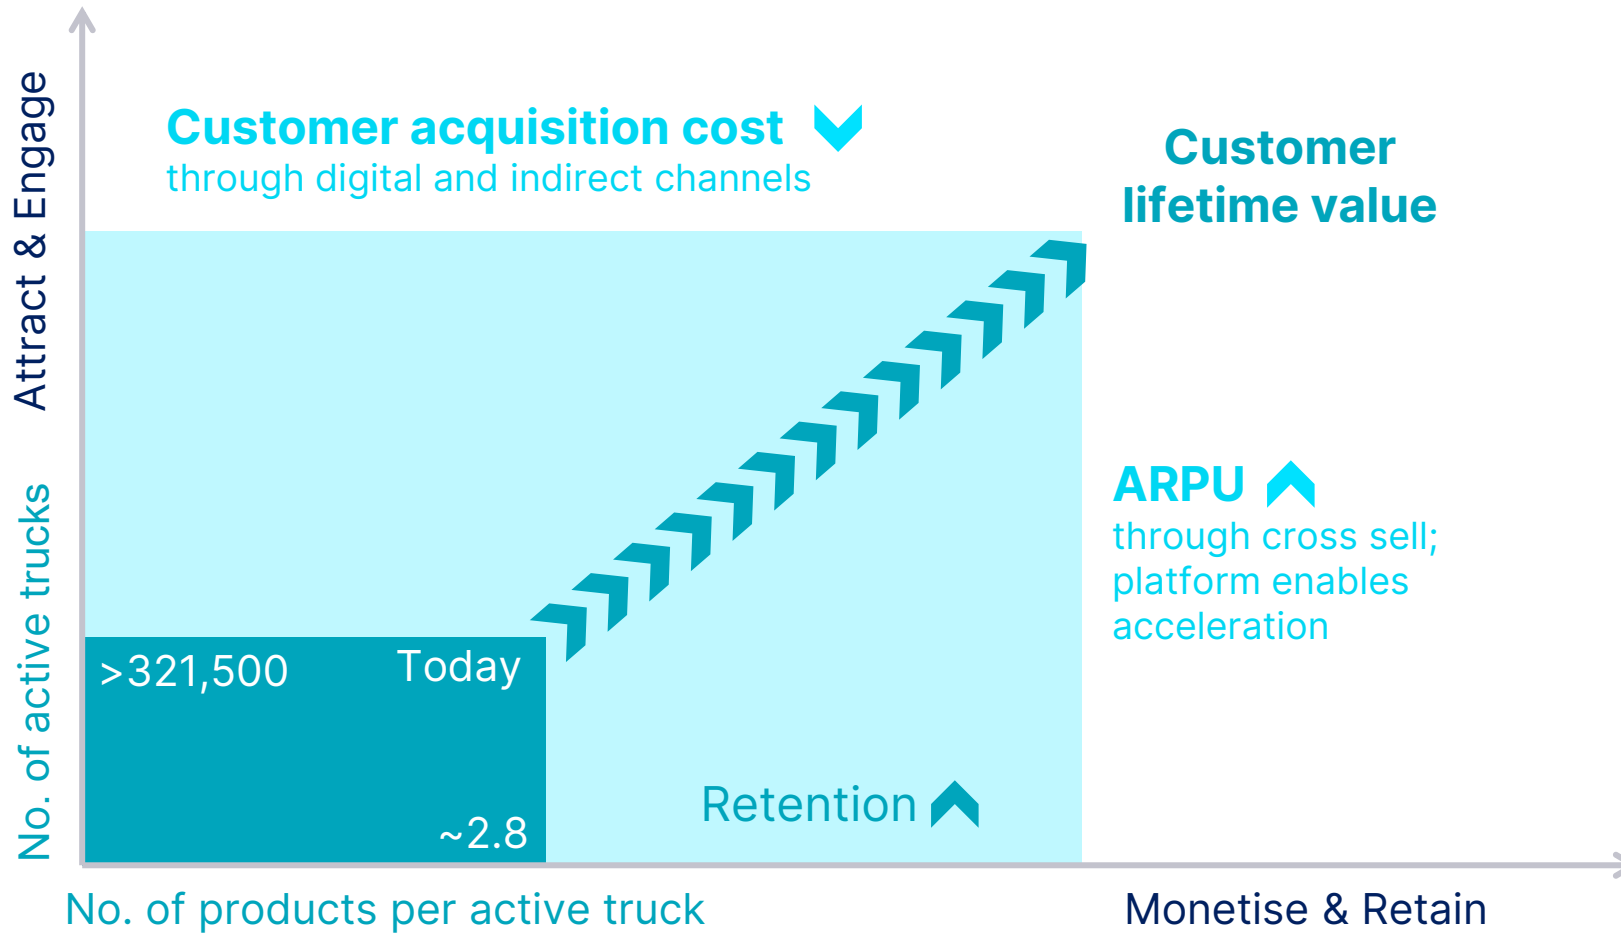 Attract & Engage
No. of active trucks
Customer acquisition cost
through digital and indirect channels
Customer
lifetime value
ARPU
through cross sell;
platform enables
acceleration
>321,500
Today
~2.8
Retention
No. of products per active truck
Monetise & Retain